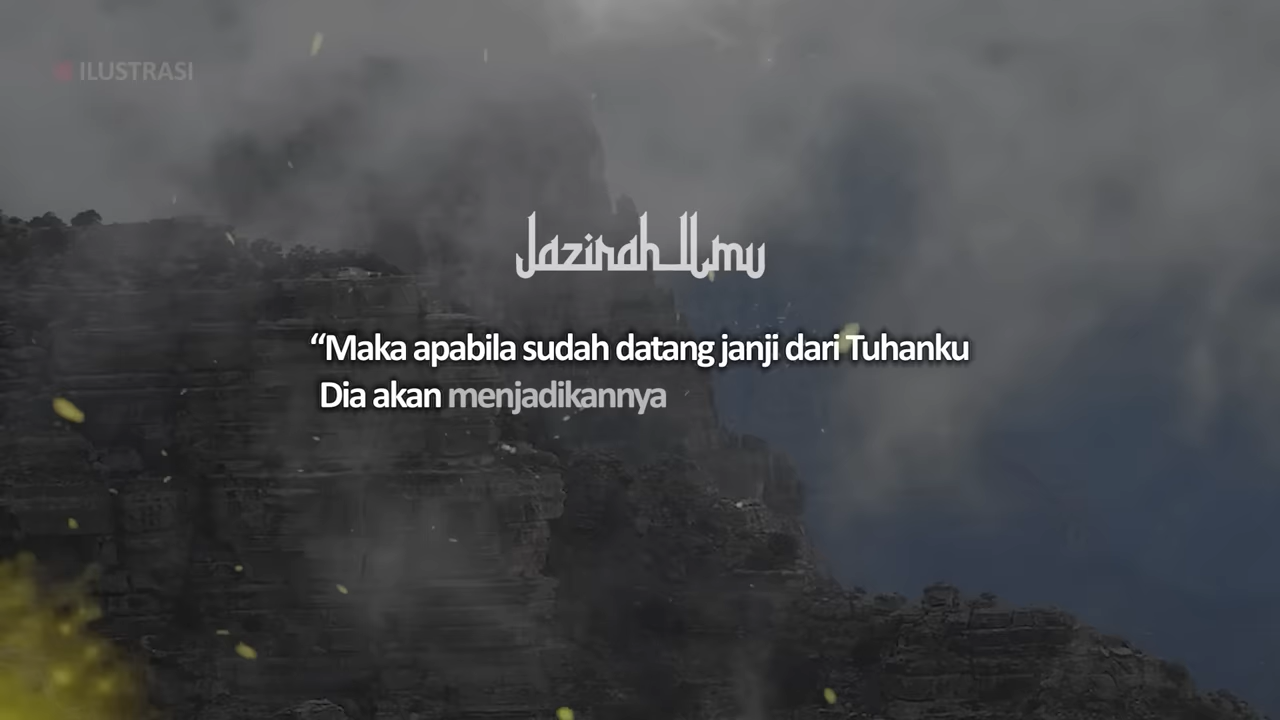 ILUSTRASI
Jazirah Ilmu
“Maka apabila sudah datang janji dari Tuhanku
Dia akan menjadikannya